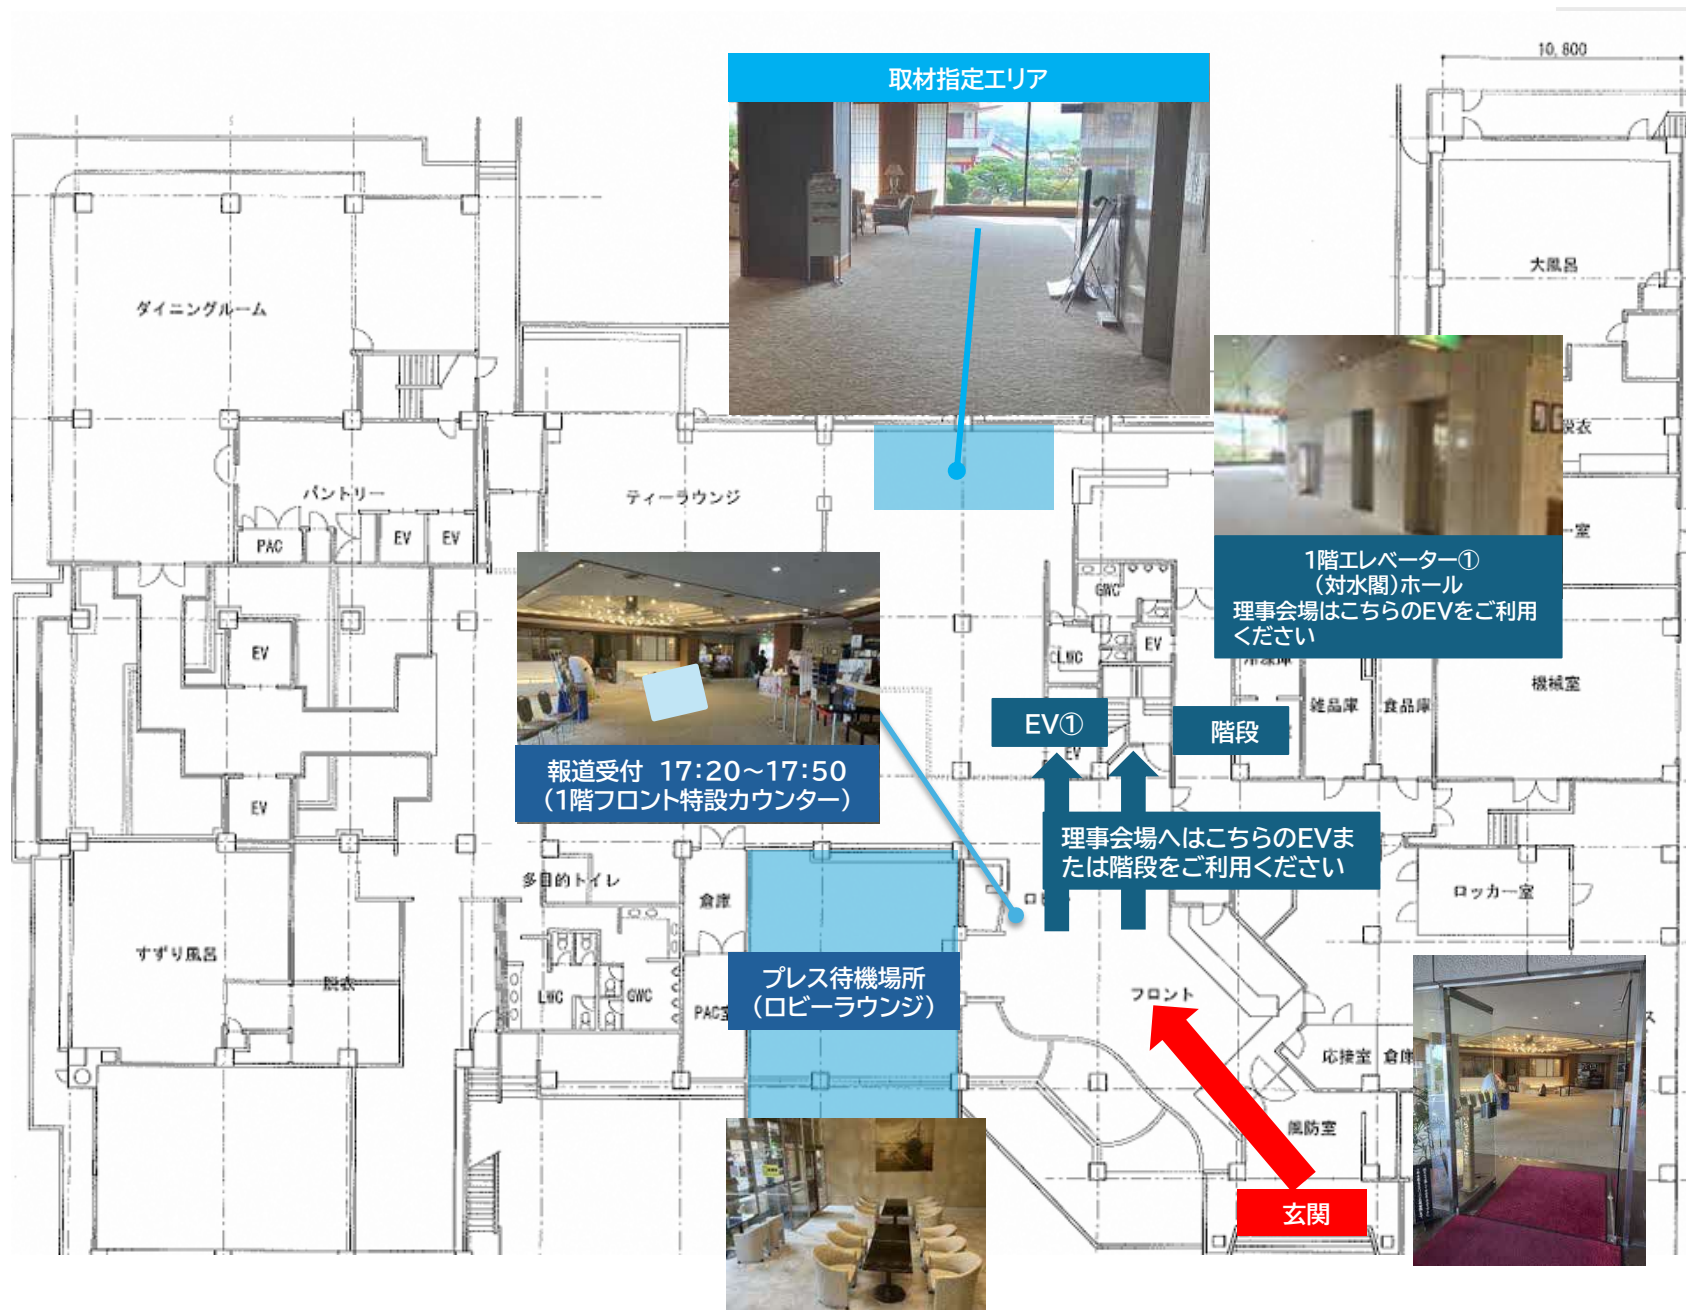 10,800
取材指定エリア
大風呂
ダイニングルーム
脱衣
パントリー
ティーラウンジ
PAC
EV
EV
室
1階エレベーター①
(対水閣)ホール
理事会場はこちらのEVをご利用
ください
GWC
LWC
EV
EV
機械室
雑品庫
食品庫
EV①
階段
EV
報道受付 17:20~17:50
(1階フロント特設カウンター)
EV
理事会場へはこちらのEVま
たは階段をご利用ください
多目的トイレ
倉庫
ロッカー室
すずり風呂
脱衣
プレス待機場所
(ロビーラウンジ)
LWC
GWC
PAC室
フロント
応接室
倉庫
風防室
玄関